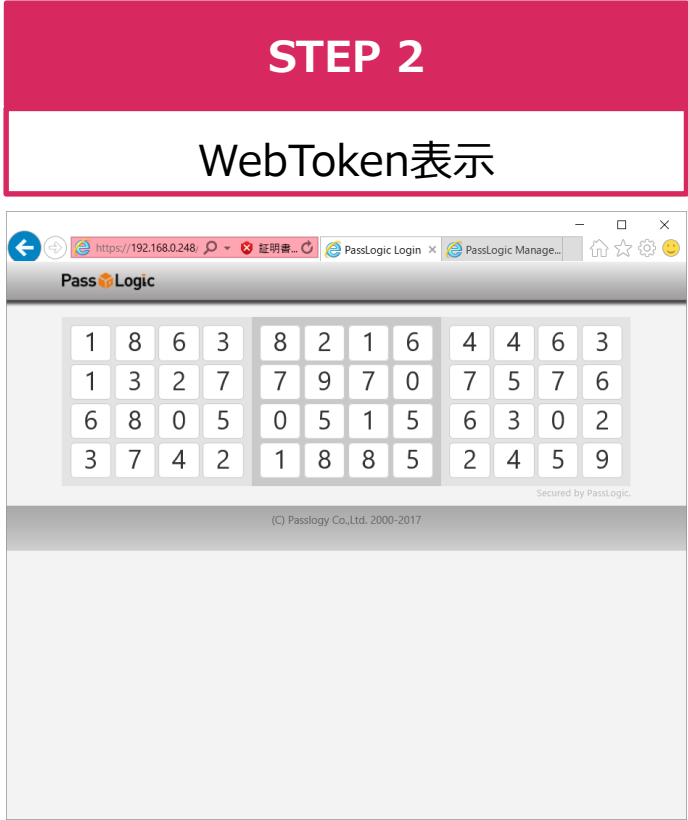 STEP 2
WebToken表示
https://192.168.0.248/ 証明書... PassLogic Login PassLogic Manage...
PassLogic
1 8 6 3 8 2 1 6 4 4 6 3
1 3 2 7 7 9 7 0 7 5 7 6
6 8 0 5 0 5 1 5 6 3 0 2
3 7 4 2 1 8 8 5 2 4 5 9
Secured by PassLogic.
(C) Passlogy Co.,Ltd. 2000-2017